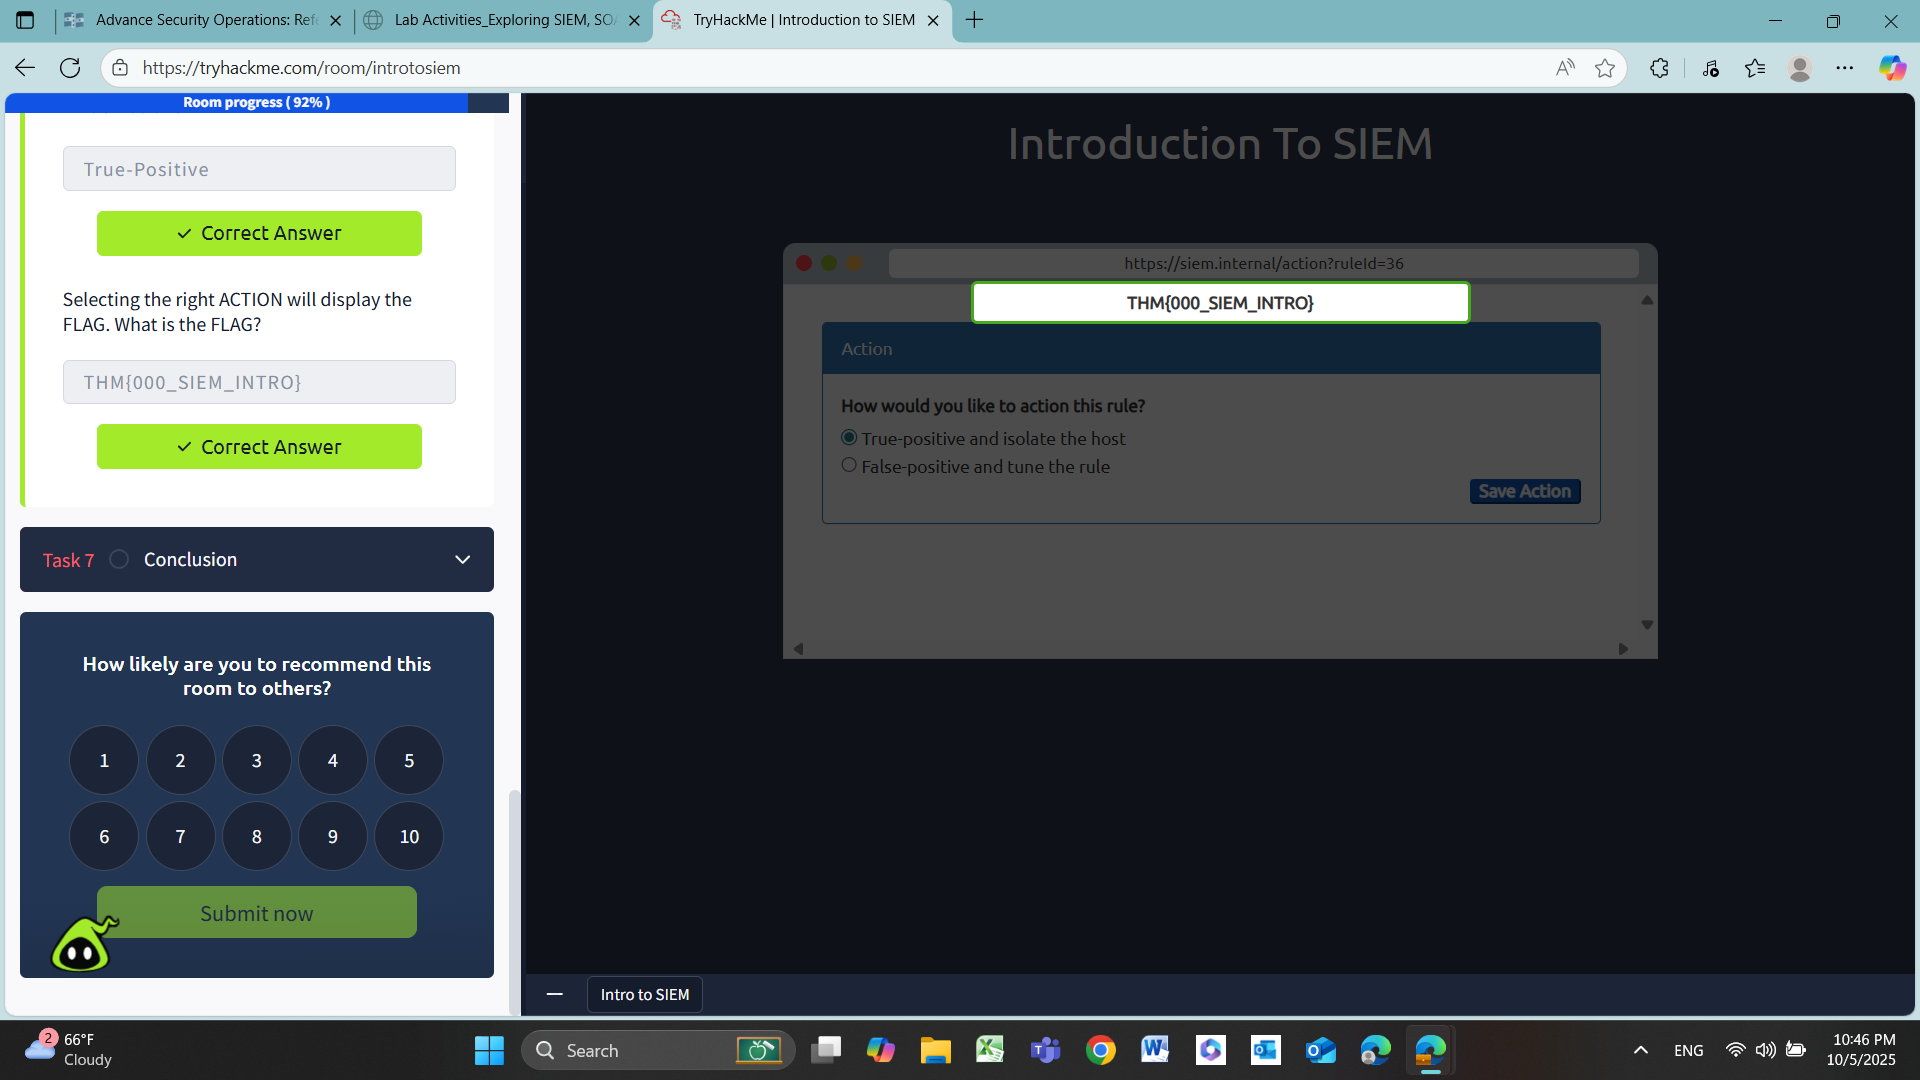 Advance Security Operations: Refe
Lab Activities_Exploring SIEM, SOA
TryHackMe | Introduction to SIEM
https://tryhackme.com/room/introtosiem
Room progress ( 92% )
True-Positive
✓ Correct Answer
Selecting the right ACTION will display the
FLAG. What is the FLAG?
THM{000_SIEM_INTRO}
✓ Correct Answer
Task 7 Conclusion
How likely are you to recommend this
room to others?
1 2 3 4 5
6 7 8 9 10
Submit now
Introduction To SIEM
https://siem.internal/action?ruleId=36
THM{000_SIEM_INTRO}
Action
How would you like to action this rule?
True-positive and isolate the host
False-positive and tune the rule
Save Action
Intro to SIEM
2
66°F
Cloudy
Search
ENG
10:46 PM
10/5/2025